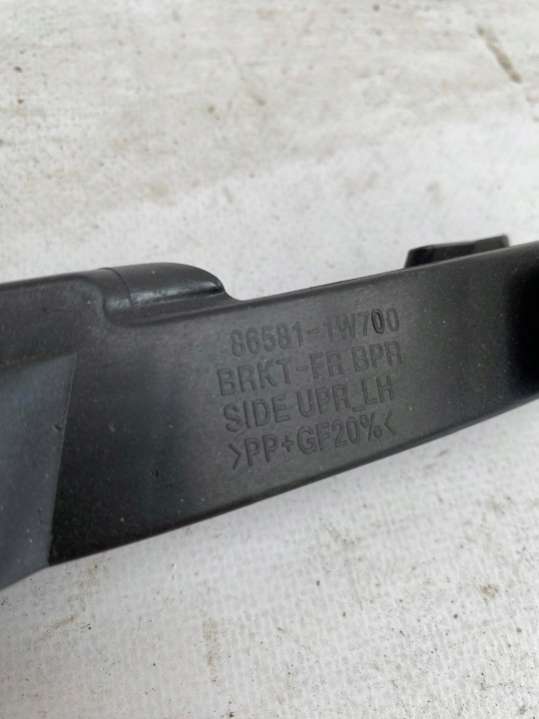 86581-1W700
BRKT-FR BPR
SIDE UPR_LH
>PP+GF20%<